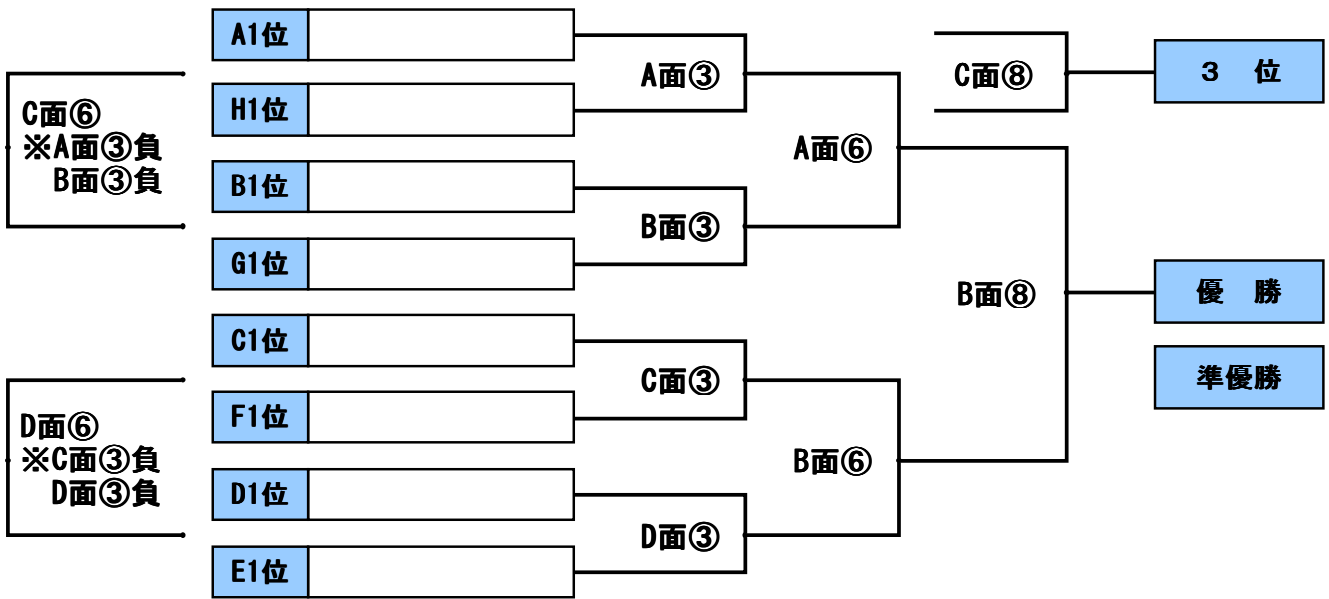 A1位
H1位
B1位
G1位
C1位
F1位
D1位
E1位
C面⑥
※A面③負
B面③負
D面⑥
※C面③負
D面③負
A面③
B面③
C面③
D面③
A面⑥
B面⑥
C面⑧
B面⑧
3 位
優 勝
準優勝